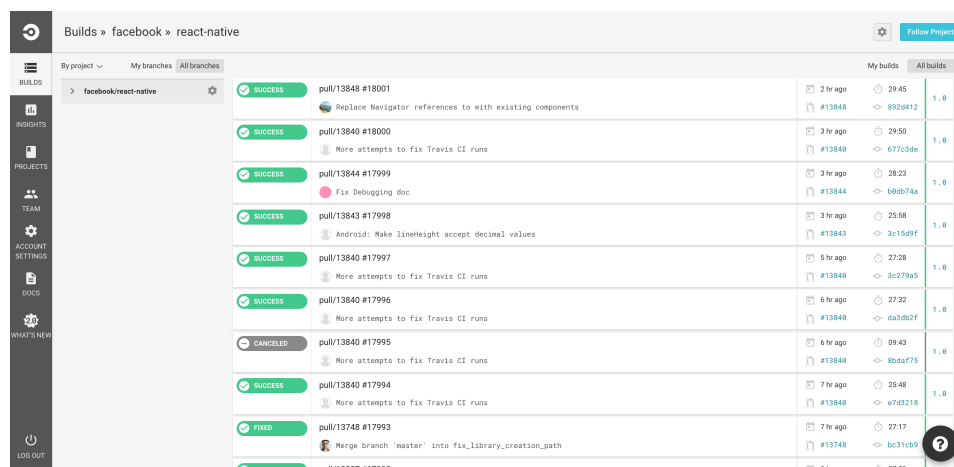 Builds » facebook » react-native
Follow Project
By project
My branches
All branches
My builds
All builds
BUILDS
INSIGHTS
PROJECTS
TEAM
ACCOUNT
SETTINGS
DOCS
2.0
WHAT'S NEW
LOG OUT
facebook/react-native
SUCCESS pull/13848 #18001 2 hr ago 29:45
Replace Navigator references to with existing components #13848 892d412 1.0
SUCCESS pull/13840 #18000 3 hr ago 29:50
More attempts to fix Travis CI runs #13840 677c3de 1.0
SUCCESS pull/13844 #17999 3 hr ago 28:23
Fix Debugging doc #13844 b0db74a 1.0
SUCCESS pull/13843 #17998 3 hr ago 25:58
Android: Make lineHeight accept decimal values #13843 3c15d9f 1.0
SUCCESS pull/13840 #17997 5 hr ago 27:28
More attempts to fix Travis CI runs #13840 3c279a5 1.0
SUCCESS pull/13840 #17996 6 hr ago 27:32
More attempts to fix Travis CI runs #13840 da3db2f 1.0
CANCELED pull/13840 #17995 6 hr ago 09:43
More attempts to fix Travis CI runs #13840 8bdaf75 1.0
SUCCESS pull/13840 #17994 7 hr ago 25:48
More attempts to fix Travis CI runs #13840 e7d3218 1.0
FIXED pull/13748 #17993 7 hr ago 27:17
Merge branch 'master' into fix_library_creation_path #13748 bc31cb9
?